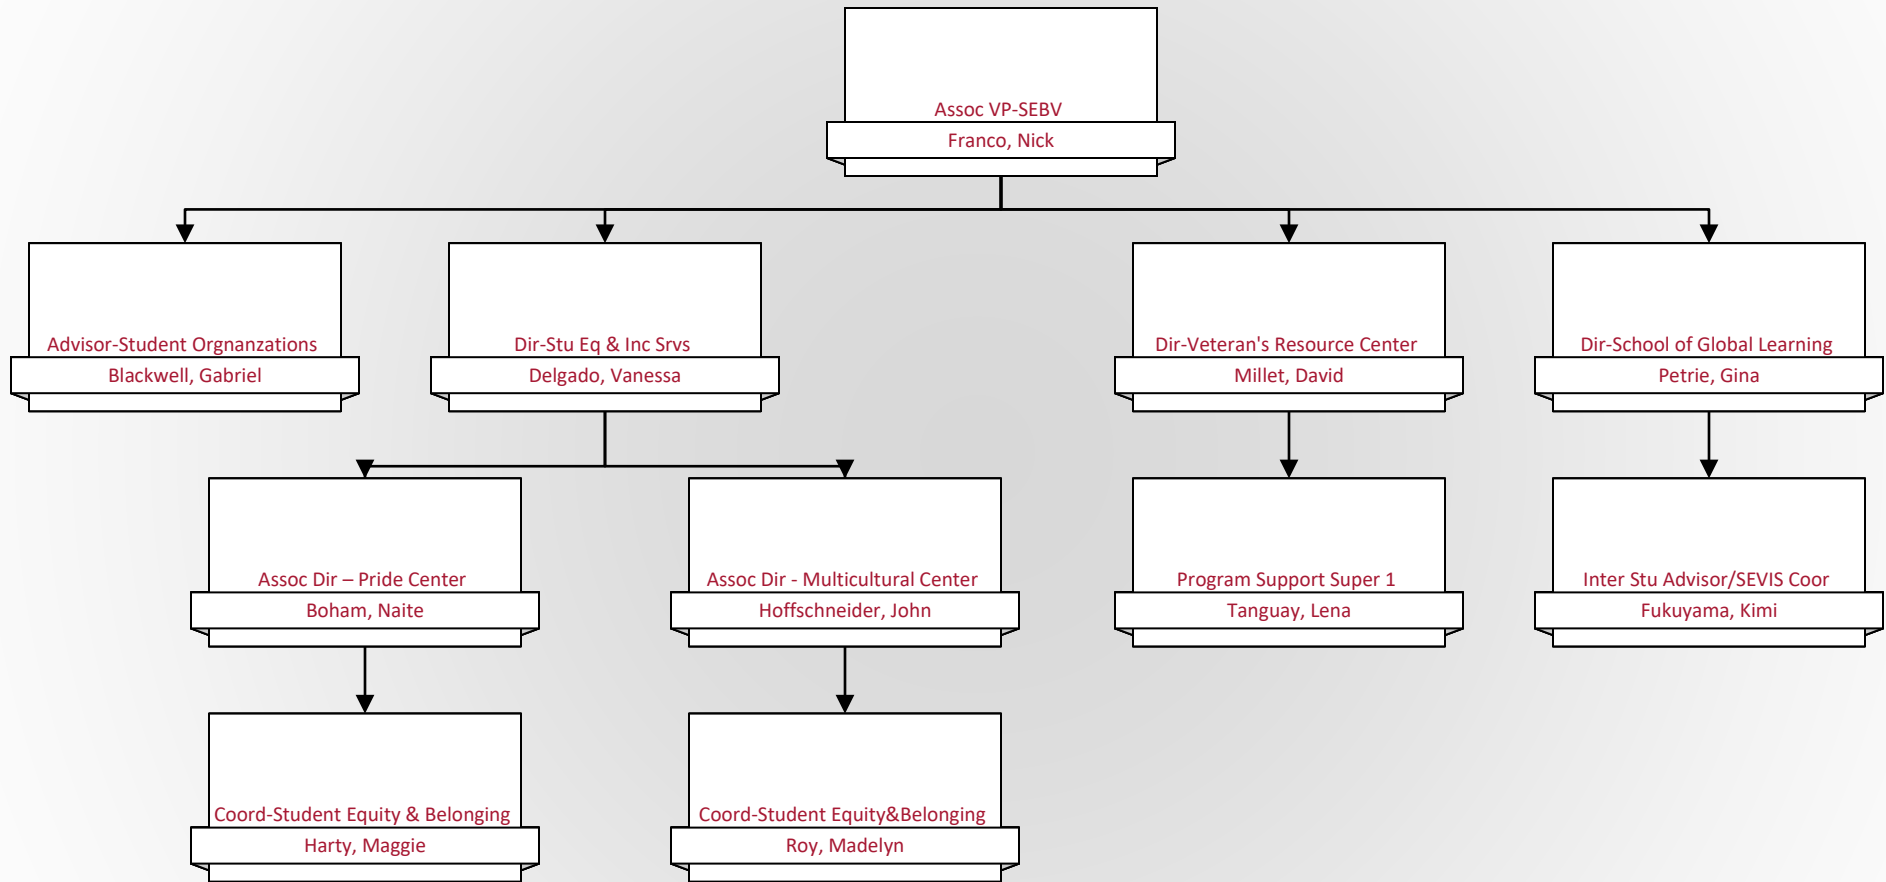 Assoc VP-SEBV
Franco, Nick
Advisor-Student Orgnanzations
Blackwell, Gabriel
Dir-Stu Eq & Inc Srvs
Delgado, Vanessa
Dir-Veteran's Resource Center
Millet, David
Dir-School of Global Learning
Petrie, Gina
Assoc Dir – Pride Center
Boham, Naite
Assoc Dir - Multicultural Center
Hoffschneider, John
Program Support Super 1
Tanguay, Lena
Inter Stu Advisor/SEVIS Coor
Fukuyama, Kimi
Coord-Student Equity & Belonging
Harty, Maggie
Coord-Student Equity&Belonging
Roy, Madelyn